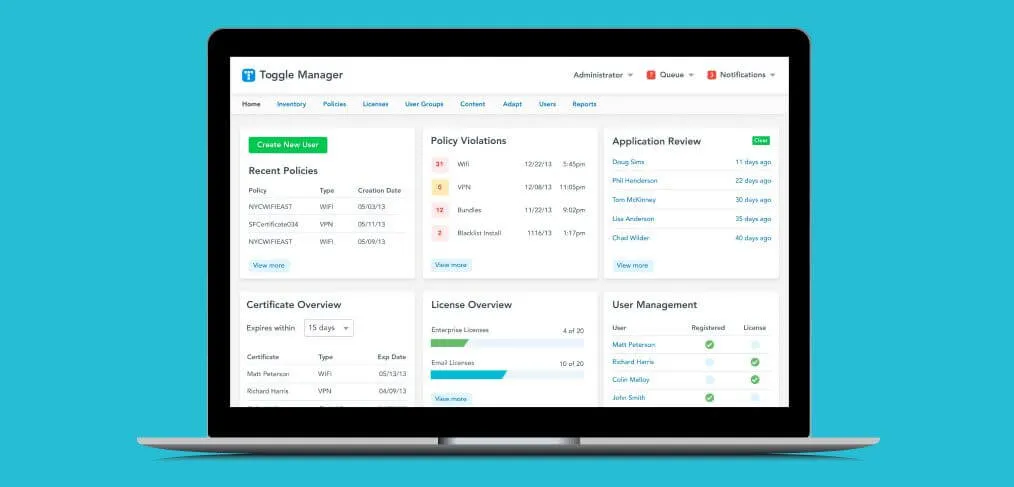 Toggle Manager
Administrator
7 Queue
Notifications
Home Inventory Policies Licenses User Groups Content Adapt Users Reports
Create New User
Recent Policies
Policy Type Creation Date
NYCWIFIEAST WIFI 05/03/13
SFCertificate034 VPN 05/11/13
NYCWIFIEAST WIFI 05/09/13
View more
Policy Violations
31 Wifi 12/22/13 5:45pm
6 VPN 12/08/13 11:05pm
12 Bundles 11/22/13 9:02pm
2 Blacklist Install 1116/13 1:17pm
View more
Application Review
Clear
Doug Sims 11 days ago
Phil Henderson 22 days ago
Tom McKinney 30 days ago
Lisa Anderson 35 days ago
Chad Wilder 40 days ago
View more
Certificate Overview
Expires within 15 days
Certificate Type Exp Date
Matt Peterson WIFI 05/13/13
Richard Harris VPN 04/09/13
License Overview
Enterprise Licenses 4 of 20
Email Licenses 10 of 20
View more
User Management
User Registered License
Matt Peterson
Richard Harris
Colin Malloy
John Smith